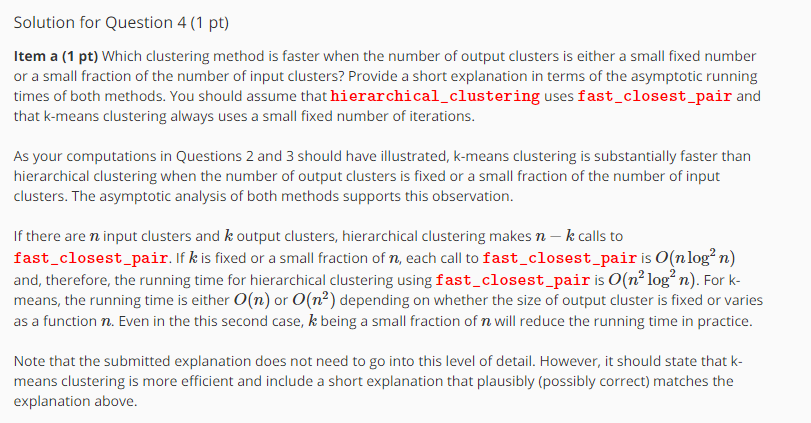 Solution for Question 4 (1 pt)
Item a (1 pt) Which clustering method is faster when the number of output clusters is either a small fixed number
or a small fraction of the number of input clusters? Provide a short explanation in terms of the asymptotic running
times of both methods. You should assume that hierarchical_clustering uses fast_closest_pair and
that k-means clustering always uses a small fixed number of iterations.
As your computations in Questions 2 and 3 should have illustrated, k-means clustering is substantially faster than
hierarchical clustering when the number of output clusters is fixed or a small fraction of the number of input
clusters. The asymptotic analysis of both methods supports this observation.
If there are n input clusters and k output clusters, hierarchical clustering makes n − k calls to
fast_closest_pair. If k is fixed or a small fraction of n, each call to fast_closest_pair is O(n log² n)
and, therefore, the running time for hierarchical clustering using fast_closest_pair is O(n² log² n). For k-
means, the running time is either O(n) or O(n²) depending on whether the size of output cluster is fixed or varies
as a function n. Even in the this second case, k being a small fraction of n will reduce the running time in practice.
Note that the submitted explanation does not need to go into this level of detail. However, it should state that k-
means clustering is more efficient and include a short explanation that plausibly (possibly correct) matches the
explanation above.